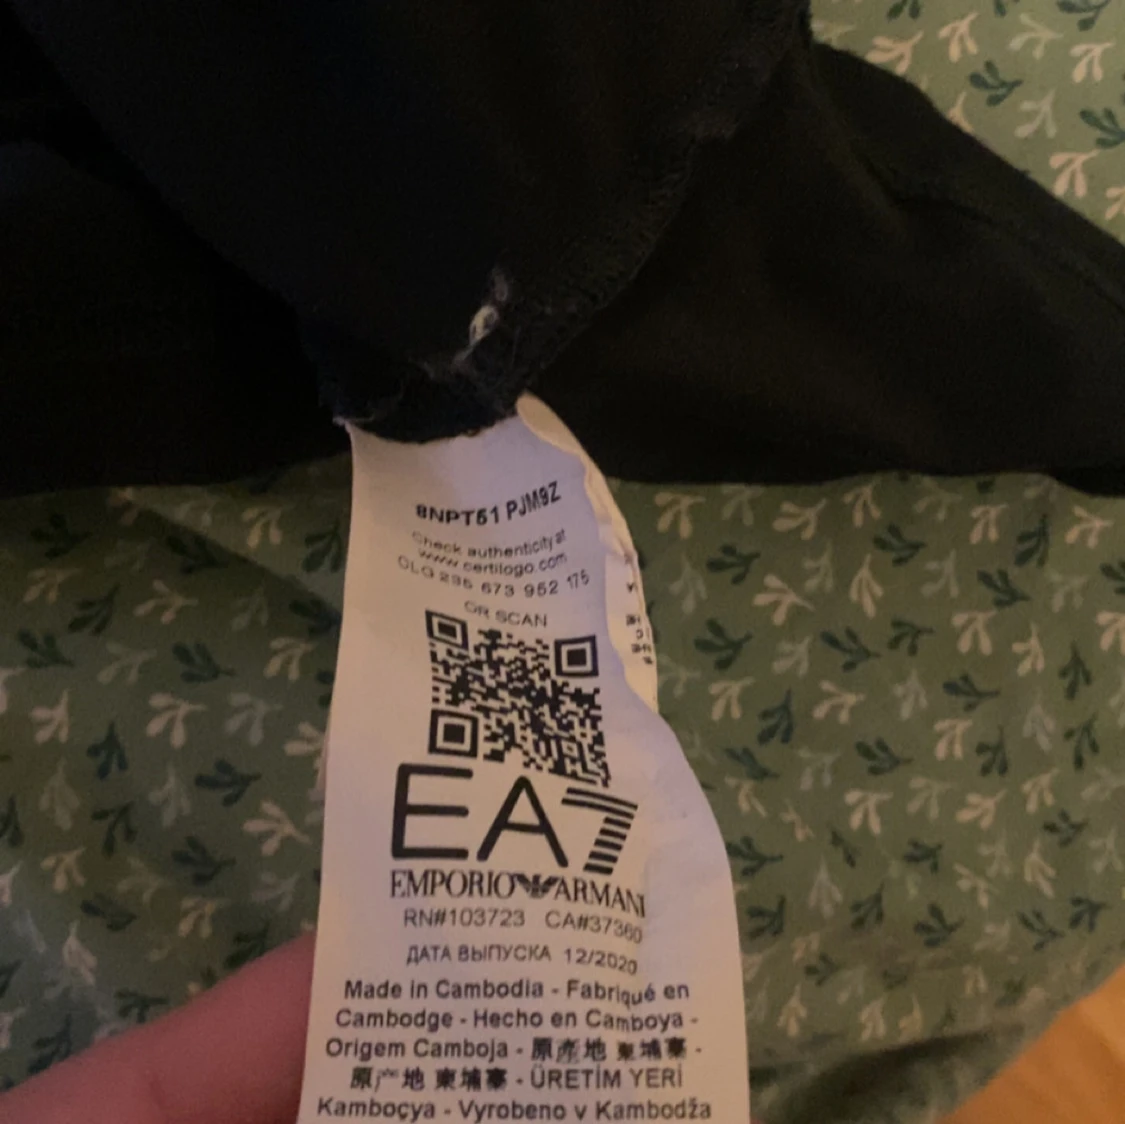 8NPT51 PJM9Z
Check authenticity at
www.certilogo.com
CLG 236 673 952 175
OR SCAN
EA7
EMPORIO ARMANI
RN#103723 CA#37360
ДАТА ВЫПУСКА 12/2020
Made in Cambodia - Fabriqué en
Cambodge - Hecho en Camboya -
Origem Camboja - 原產地 柬埔寨 -
原产地 柬埔寨 - ÜRETİM YERİ
Kamboçya - Vyrobeno v Kambodža